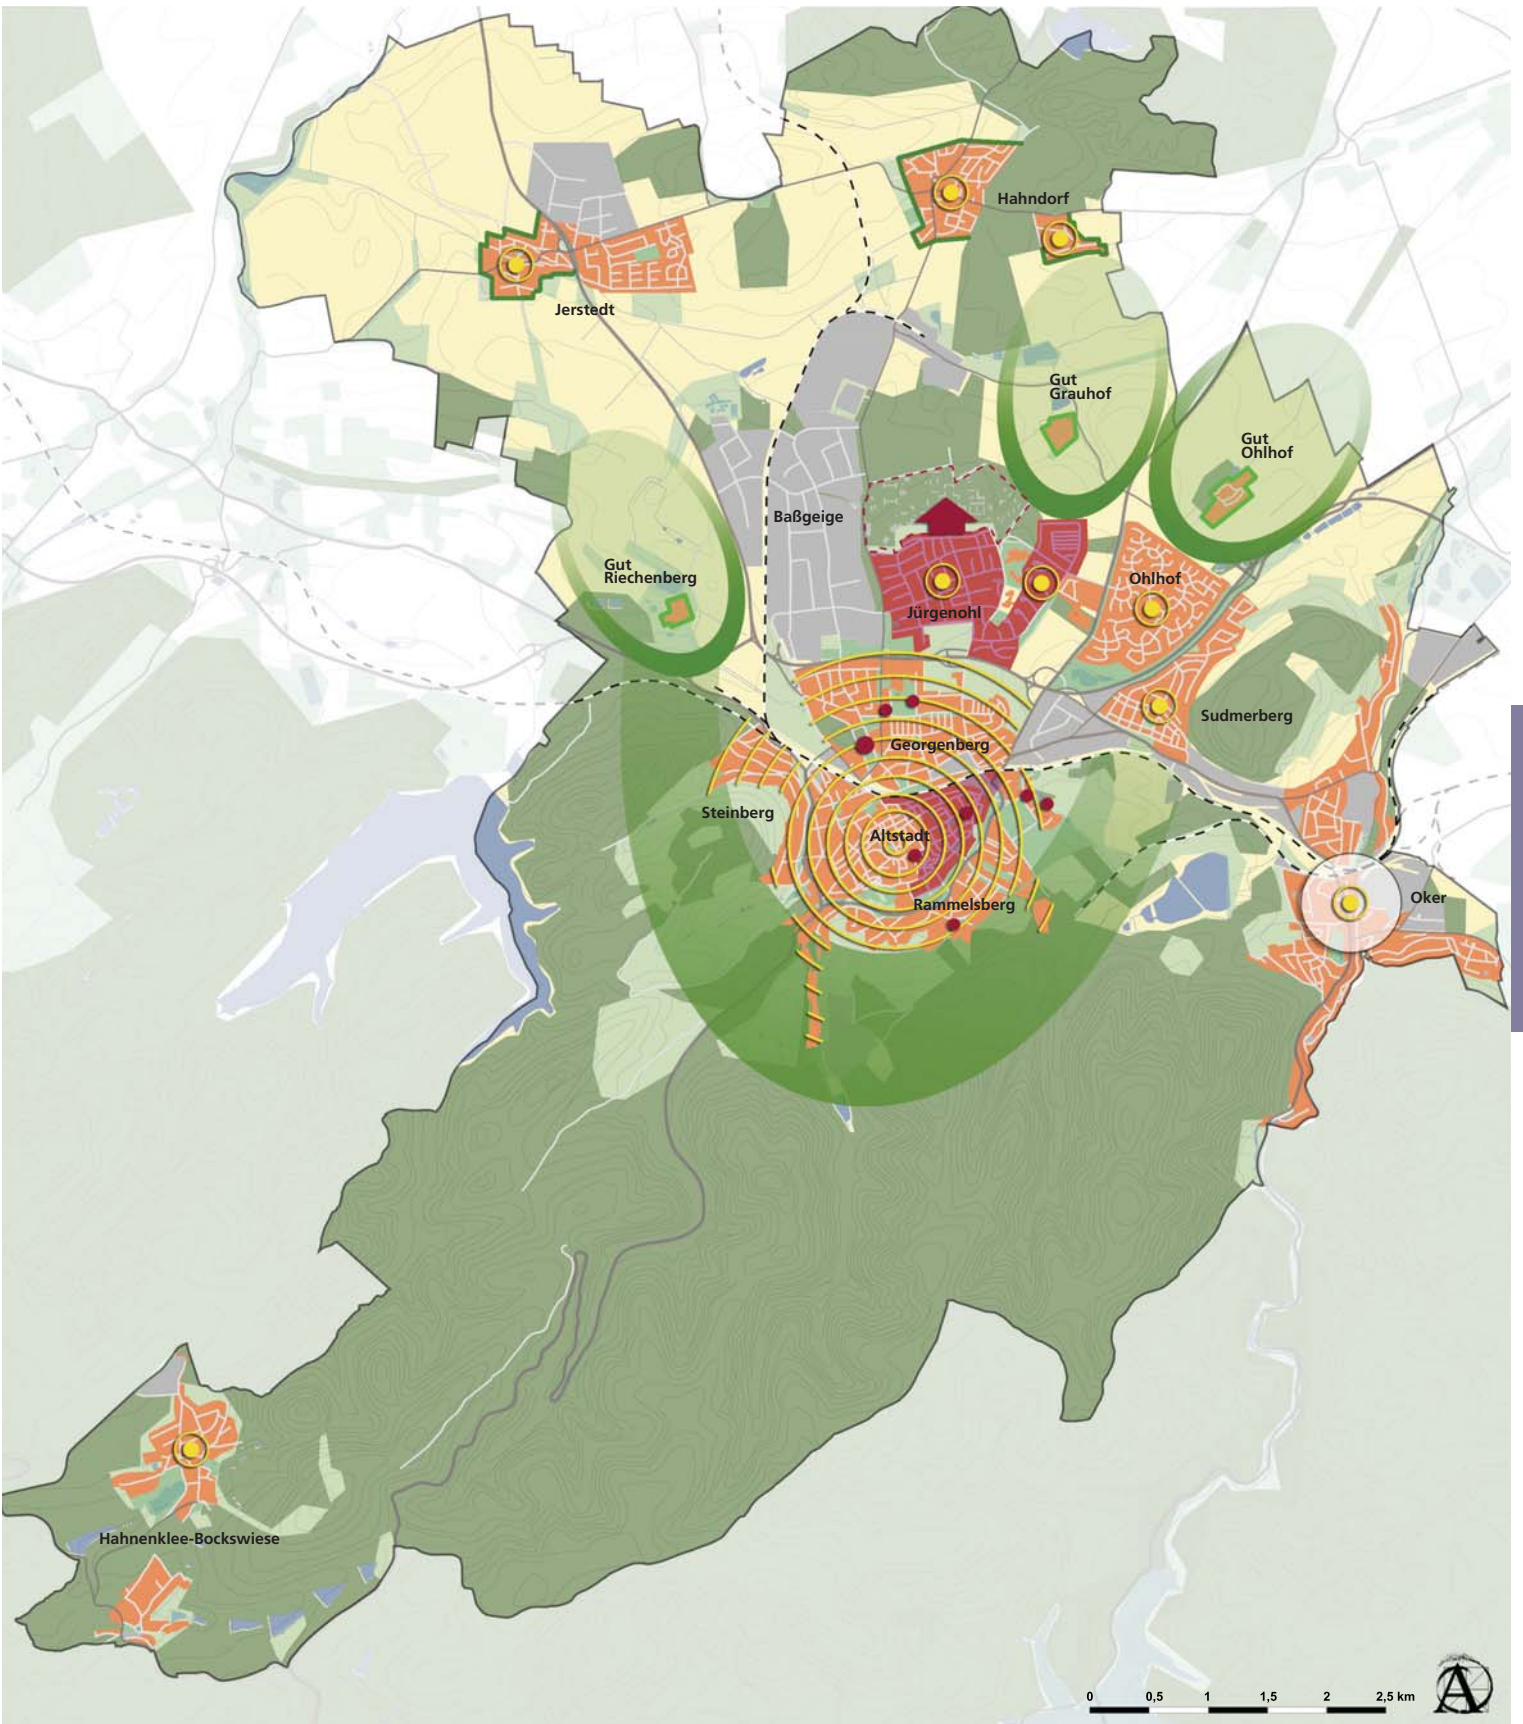 Hahndorf
Jerstedt
Gut
Grauhof
Gut
Ohlhof
Baßgeige
Gut
Riechenberg
Ohlhof
Jürgenohl
Sudmerberg
Georgenberg
Steinberg
Altstadt
Rammelsberg
Oker
Hahnenklee-Bockswiese
0 0,5 1 1,5 2 2,5 km
A